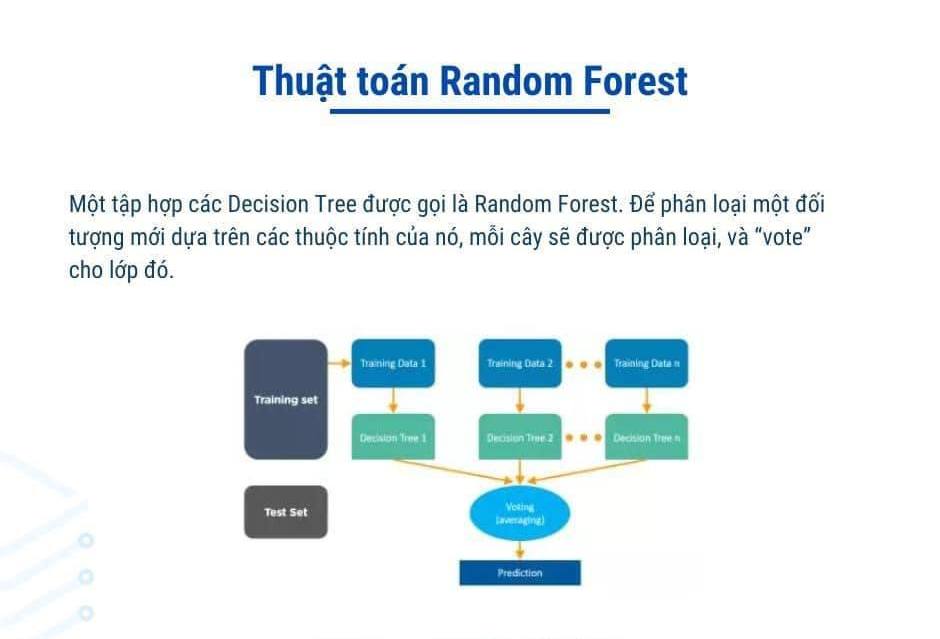 Thuật toán Random Forest
Một tập hợp các Decision Tree được gọi là Random Forest. Để phân loại một đối
tượng mới dựa trên các thuộc tính của nó, mỗi cây sẽ được phân loại, và “vote”
cho lớp đó.
Training set
Training Data 1
Training Data 2
Training Data n
Decision Tree 1
Decision Tree 2
Decision Tree n
Test Set
Voting
(averaging)
Prediction